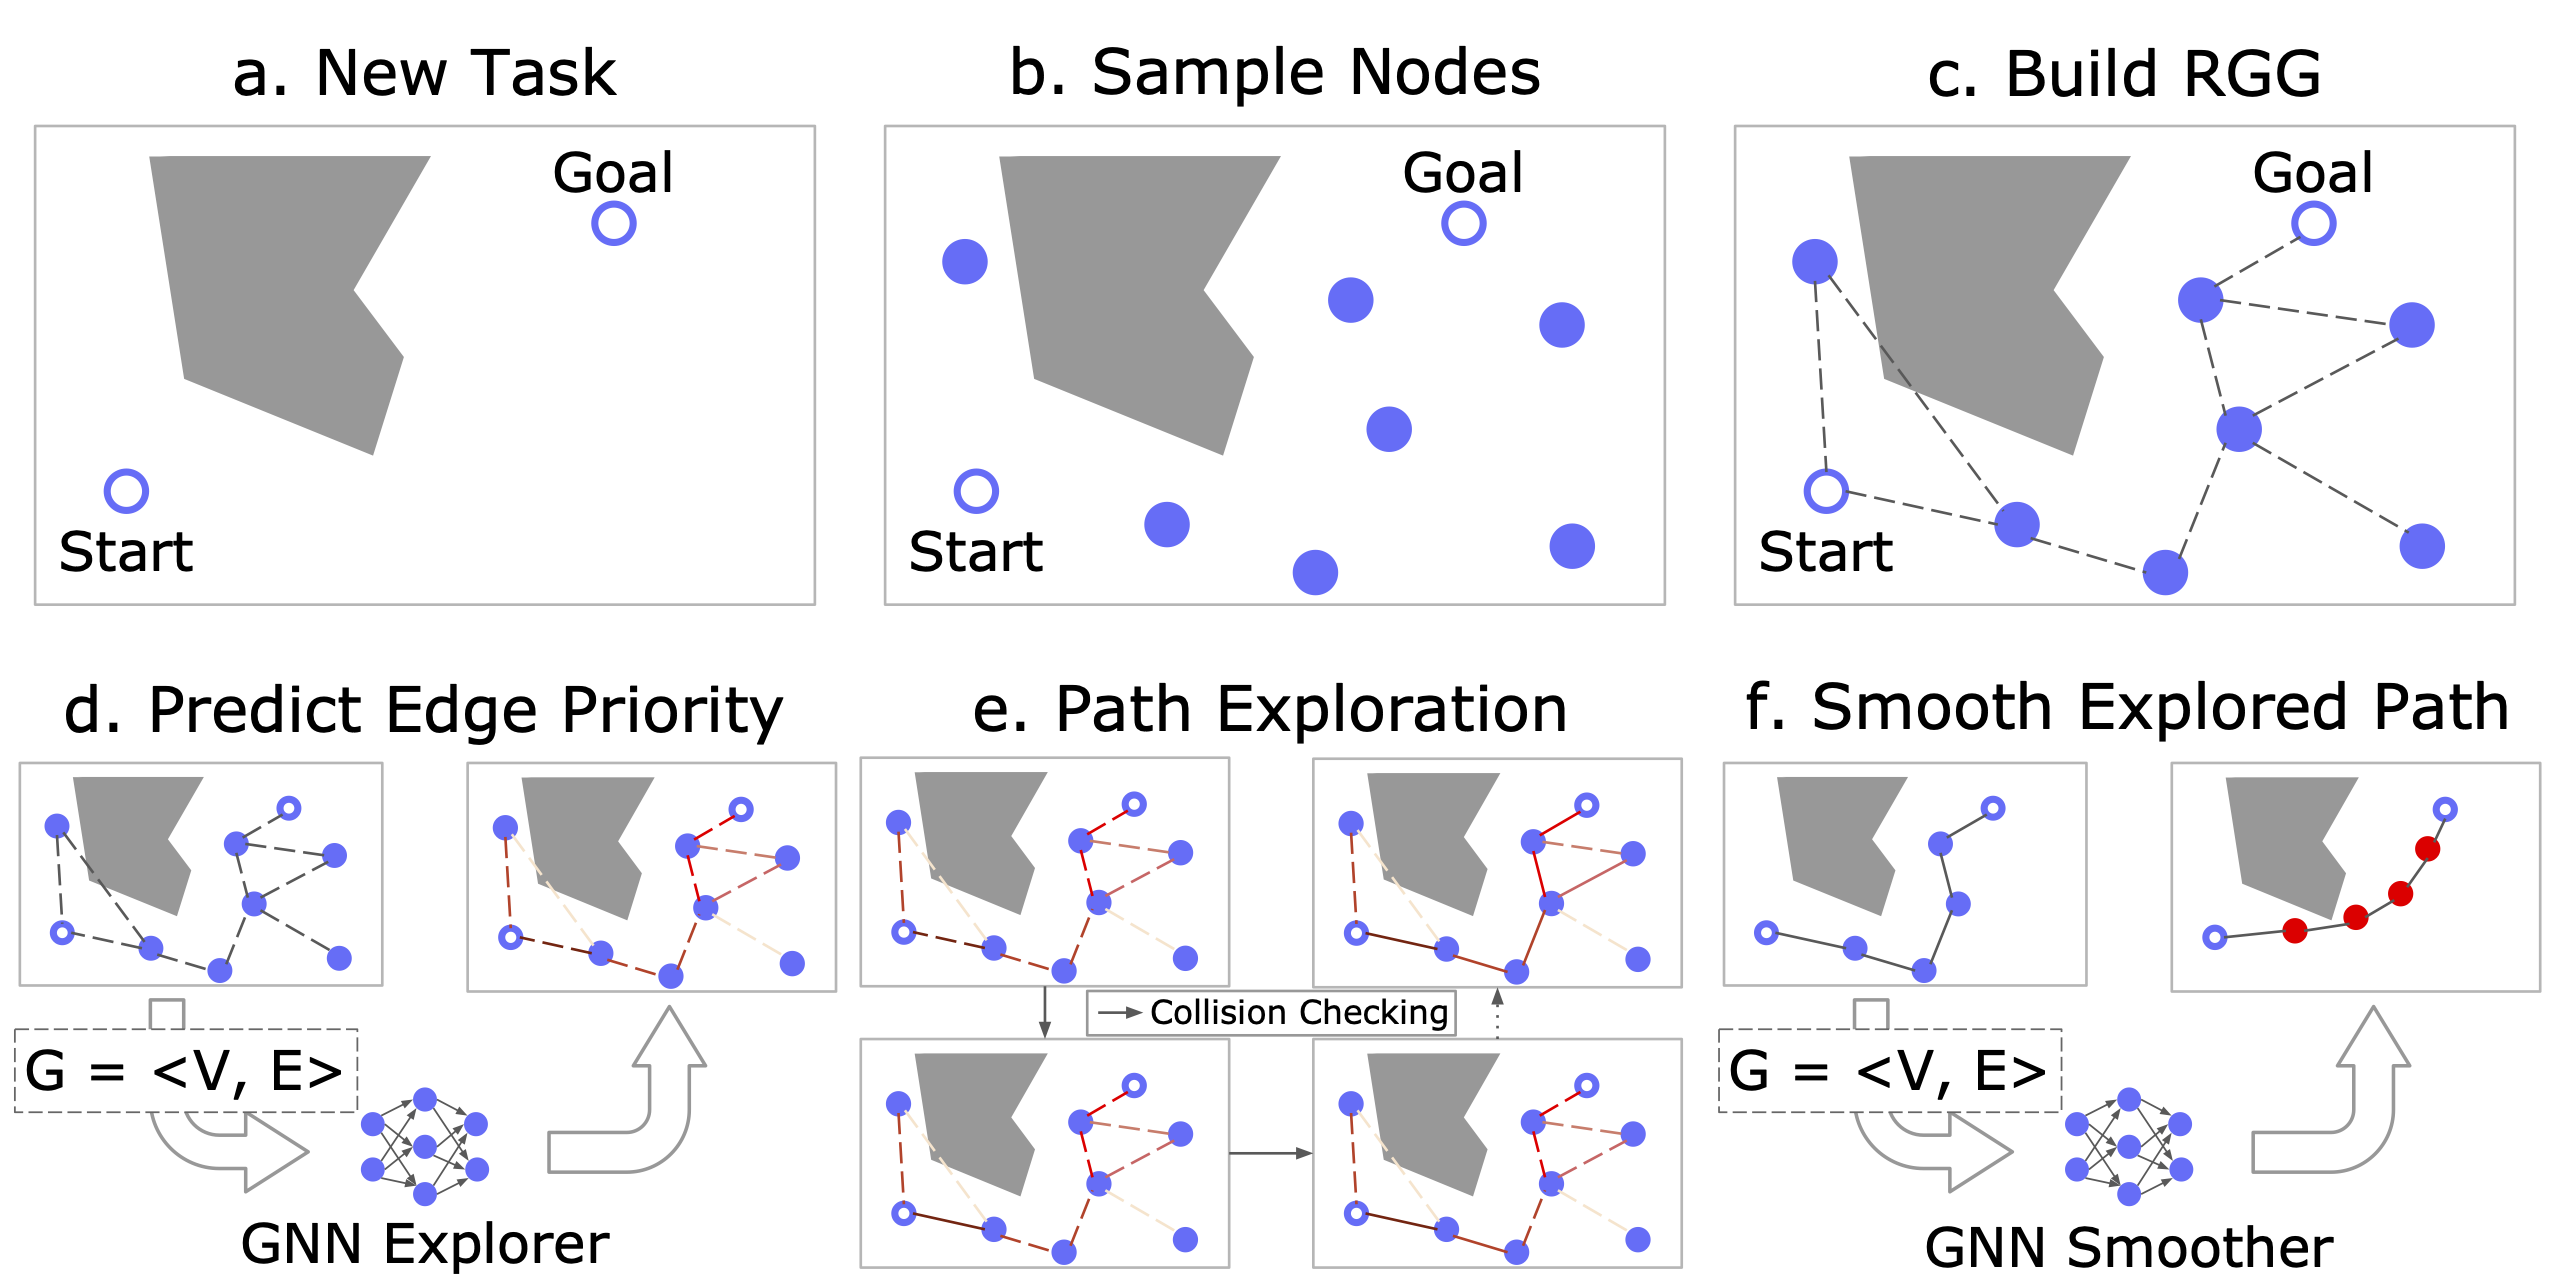 a. New Task
Goal
Start
b. Sample Nodes
Goal
Start
c. Build RGG
Goal
Start
d. Predict Edge Priority
G = <V, E>
GNN Explorer
e. Path Exploration
Collision Checking
f. Smooth Explored Path
G = <V, E>
GNN Smoother